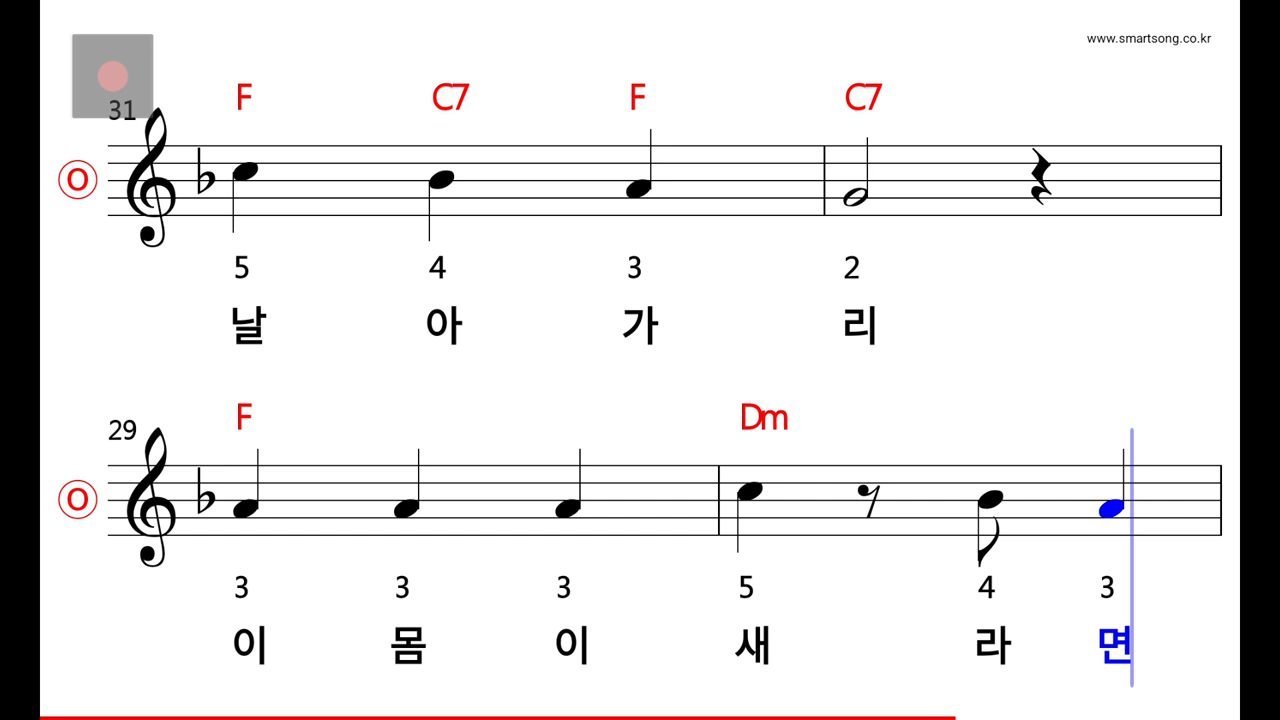 www.smartsong.co.kr
31
F C7 F C7
O
5 4 3 2
날 아 가 리
29
F Dm
O
3 3 3 5 4 3
이 몸 이 새 라 면